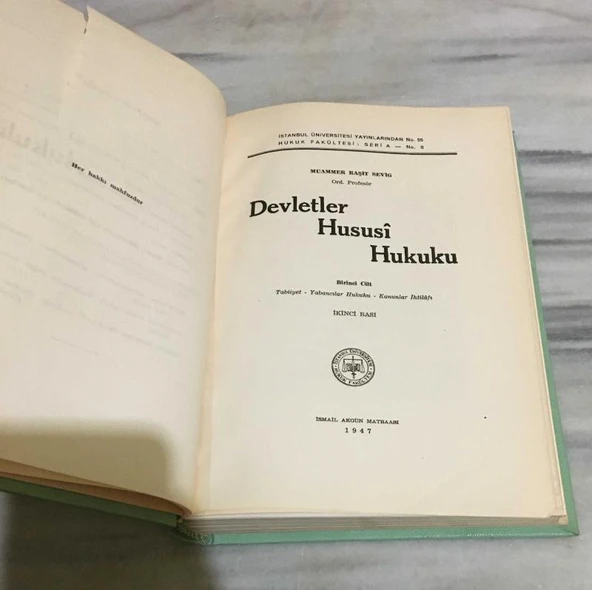 Her hakkı mahfuzdur
İSTANBUL ÜNİVERSİTESİ YAYINLARINDAN No. 95
HUKUK FAKÜLTESİ - SERİ A — No. 8
MUAMMER RAŞİT SEVİG
Ord. Profesör
Devletler
Hususî
Hukuku
Birinci Cilt
Tabiiyet - Yabancılar Hukuku - Kanunlar İhtilâfı
İKİNCİ BASI
İSMAİL AKGÜN MATBAASI
1947